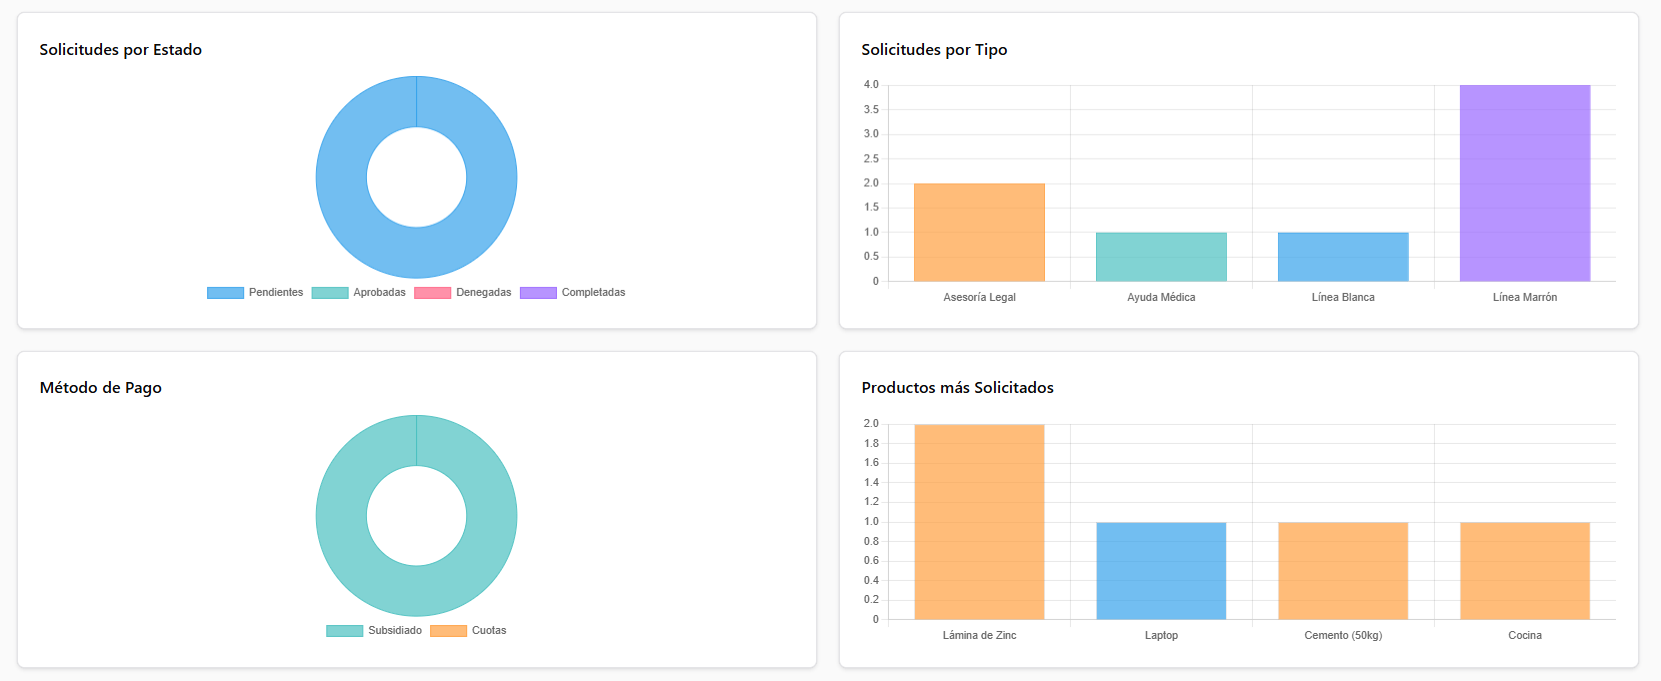 Solicitudes por Estado
Pendientes Aprobadas Denegadas Completadas
Solicitudes por Tipo
4.0
3.5
3.0
2.5
2.0
1.5
1.0
0.5
0
Asesoría Legal Ayuda Médica Línea Blanca Línea Marrón
Método de Pago
Subsidiado Cuotas
Productos más Solicitados
2.0
1.8
1.6
1.4
1.2
1.0
0.8
0.6
0.4
0.2
0
Lámina de Zinc Laptop Cemento (50kg) Cocina